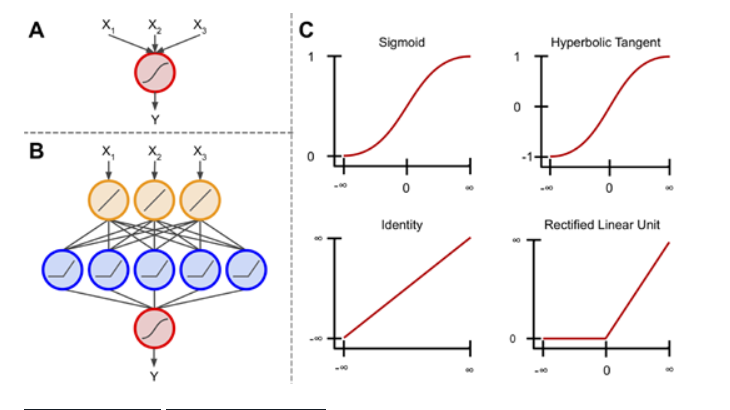 A
X1 X2 X3
Y
B
X1 X2 X3
Y
C
Sigmoid
1
0
-∞ 0 ∞
Hyperbolic Tangent
1
0
-1
-∞ 0 ∞
Identity
∞
-∞
-∞ ∞
Rectified Linear Unit
∞
0
-∞ 0 ∞